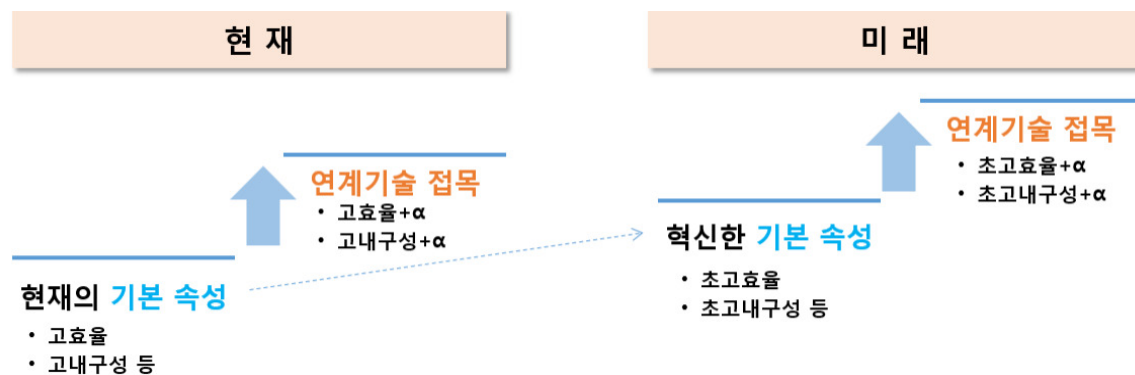 현 재
미 래
연계기술 접목
• 고효율+α
• 고내구성+α
현재의 기본 속성
• 고효율
• 고내구성 등
연계기술 접목
• 초고효율+α
• 초고내구성+α
혁신한 기본 속성
• 초고효율
• 초고내구성 등